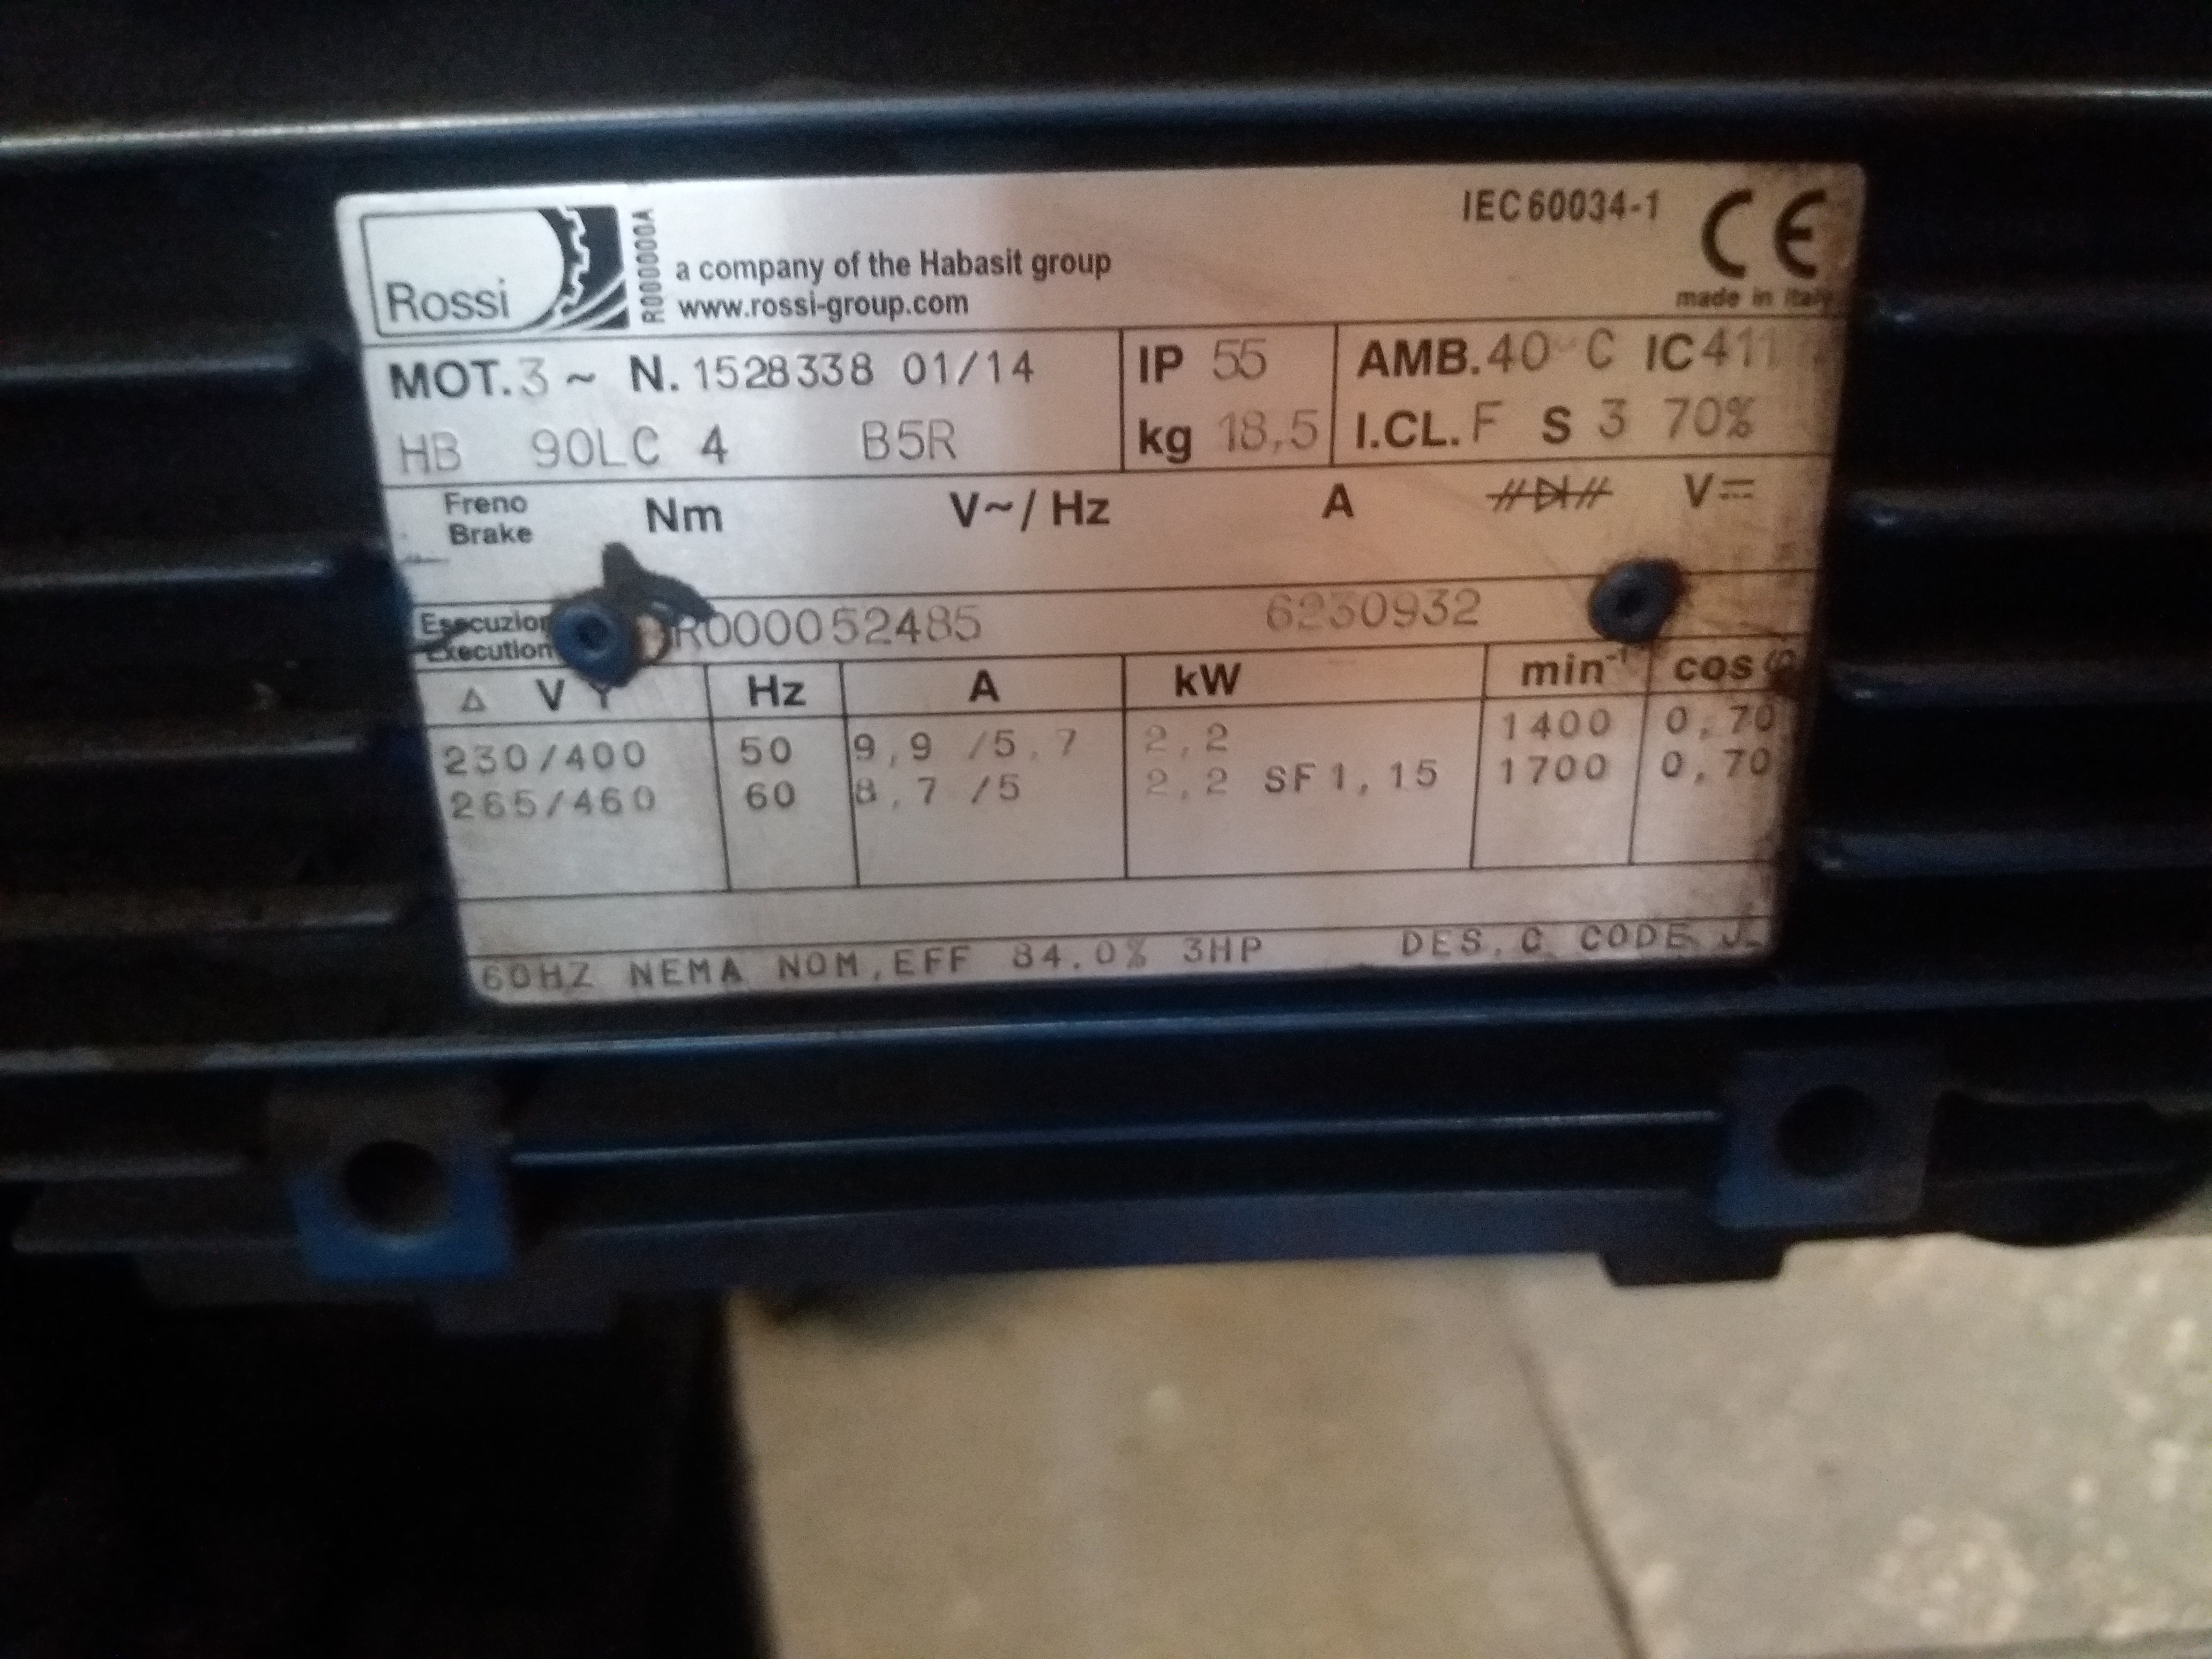 Rossi
R0000000A
a company of the Habasit group
www.rossi-group.com
IEC 60034-1
CE
made in Italy
MOT. 3 ~ N. 1528338 01/14
IP 55
AMB. 40 °C IC 411
HB 90LC 4 B5R
kg 18,5
I.CL. F S 3 70%
Freno
Brake
Nm V~/ Hz A V
Execution
R000052485 6230932
Δ V Y Hz A kW min-1 cos φ
230/400 50 9,9 /5,7 2,2 1400 0,70
265/460 60 8,7 /5 2,2 SF1,15 1700 0,70
60HZ NEMA NOM,EFF 84.0% 3HP DES.C CODE J